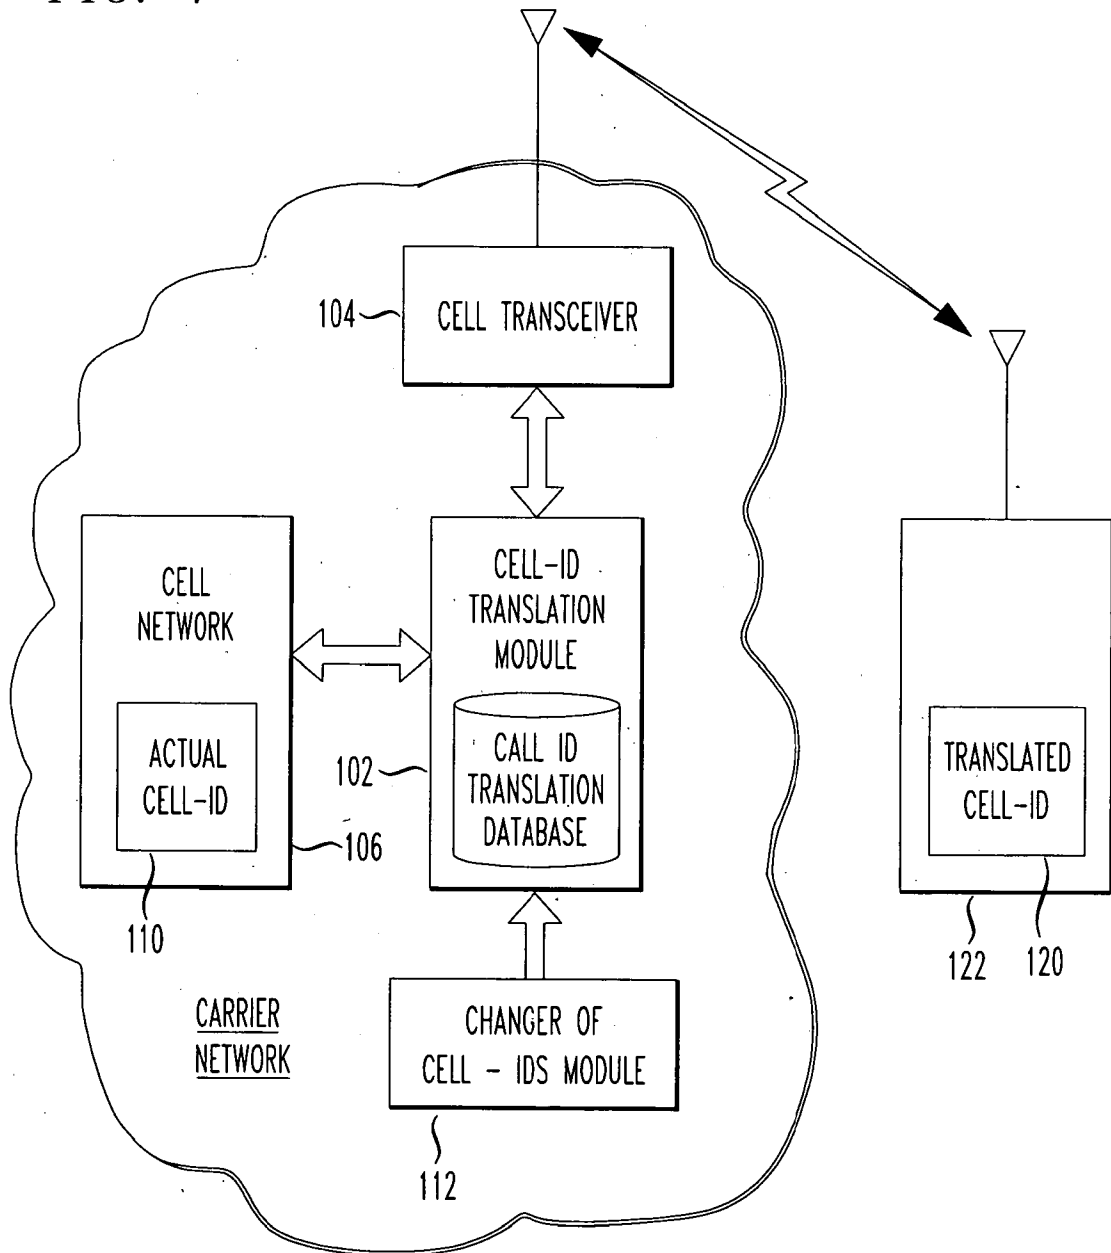 104
CELL TRANSCEIVER
CELL
NETWORK
ACTUAL
CELL-ID
110
106
CELL-ID
TRANSLATION
MODULE
CALL ID
TRANSLATION
DATABASE
102
TRANSLATED
CELL-ID
122
120
CARRIER
NETWORK
CHANGER OF
CELL - IDS MODULE
112